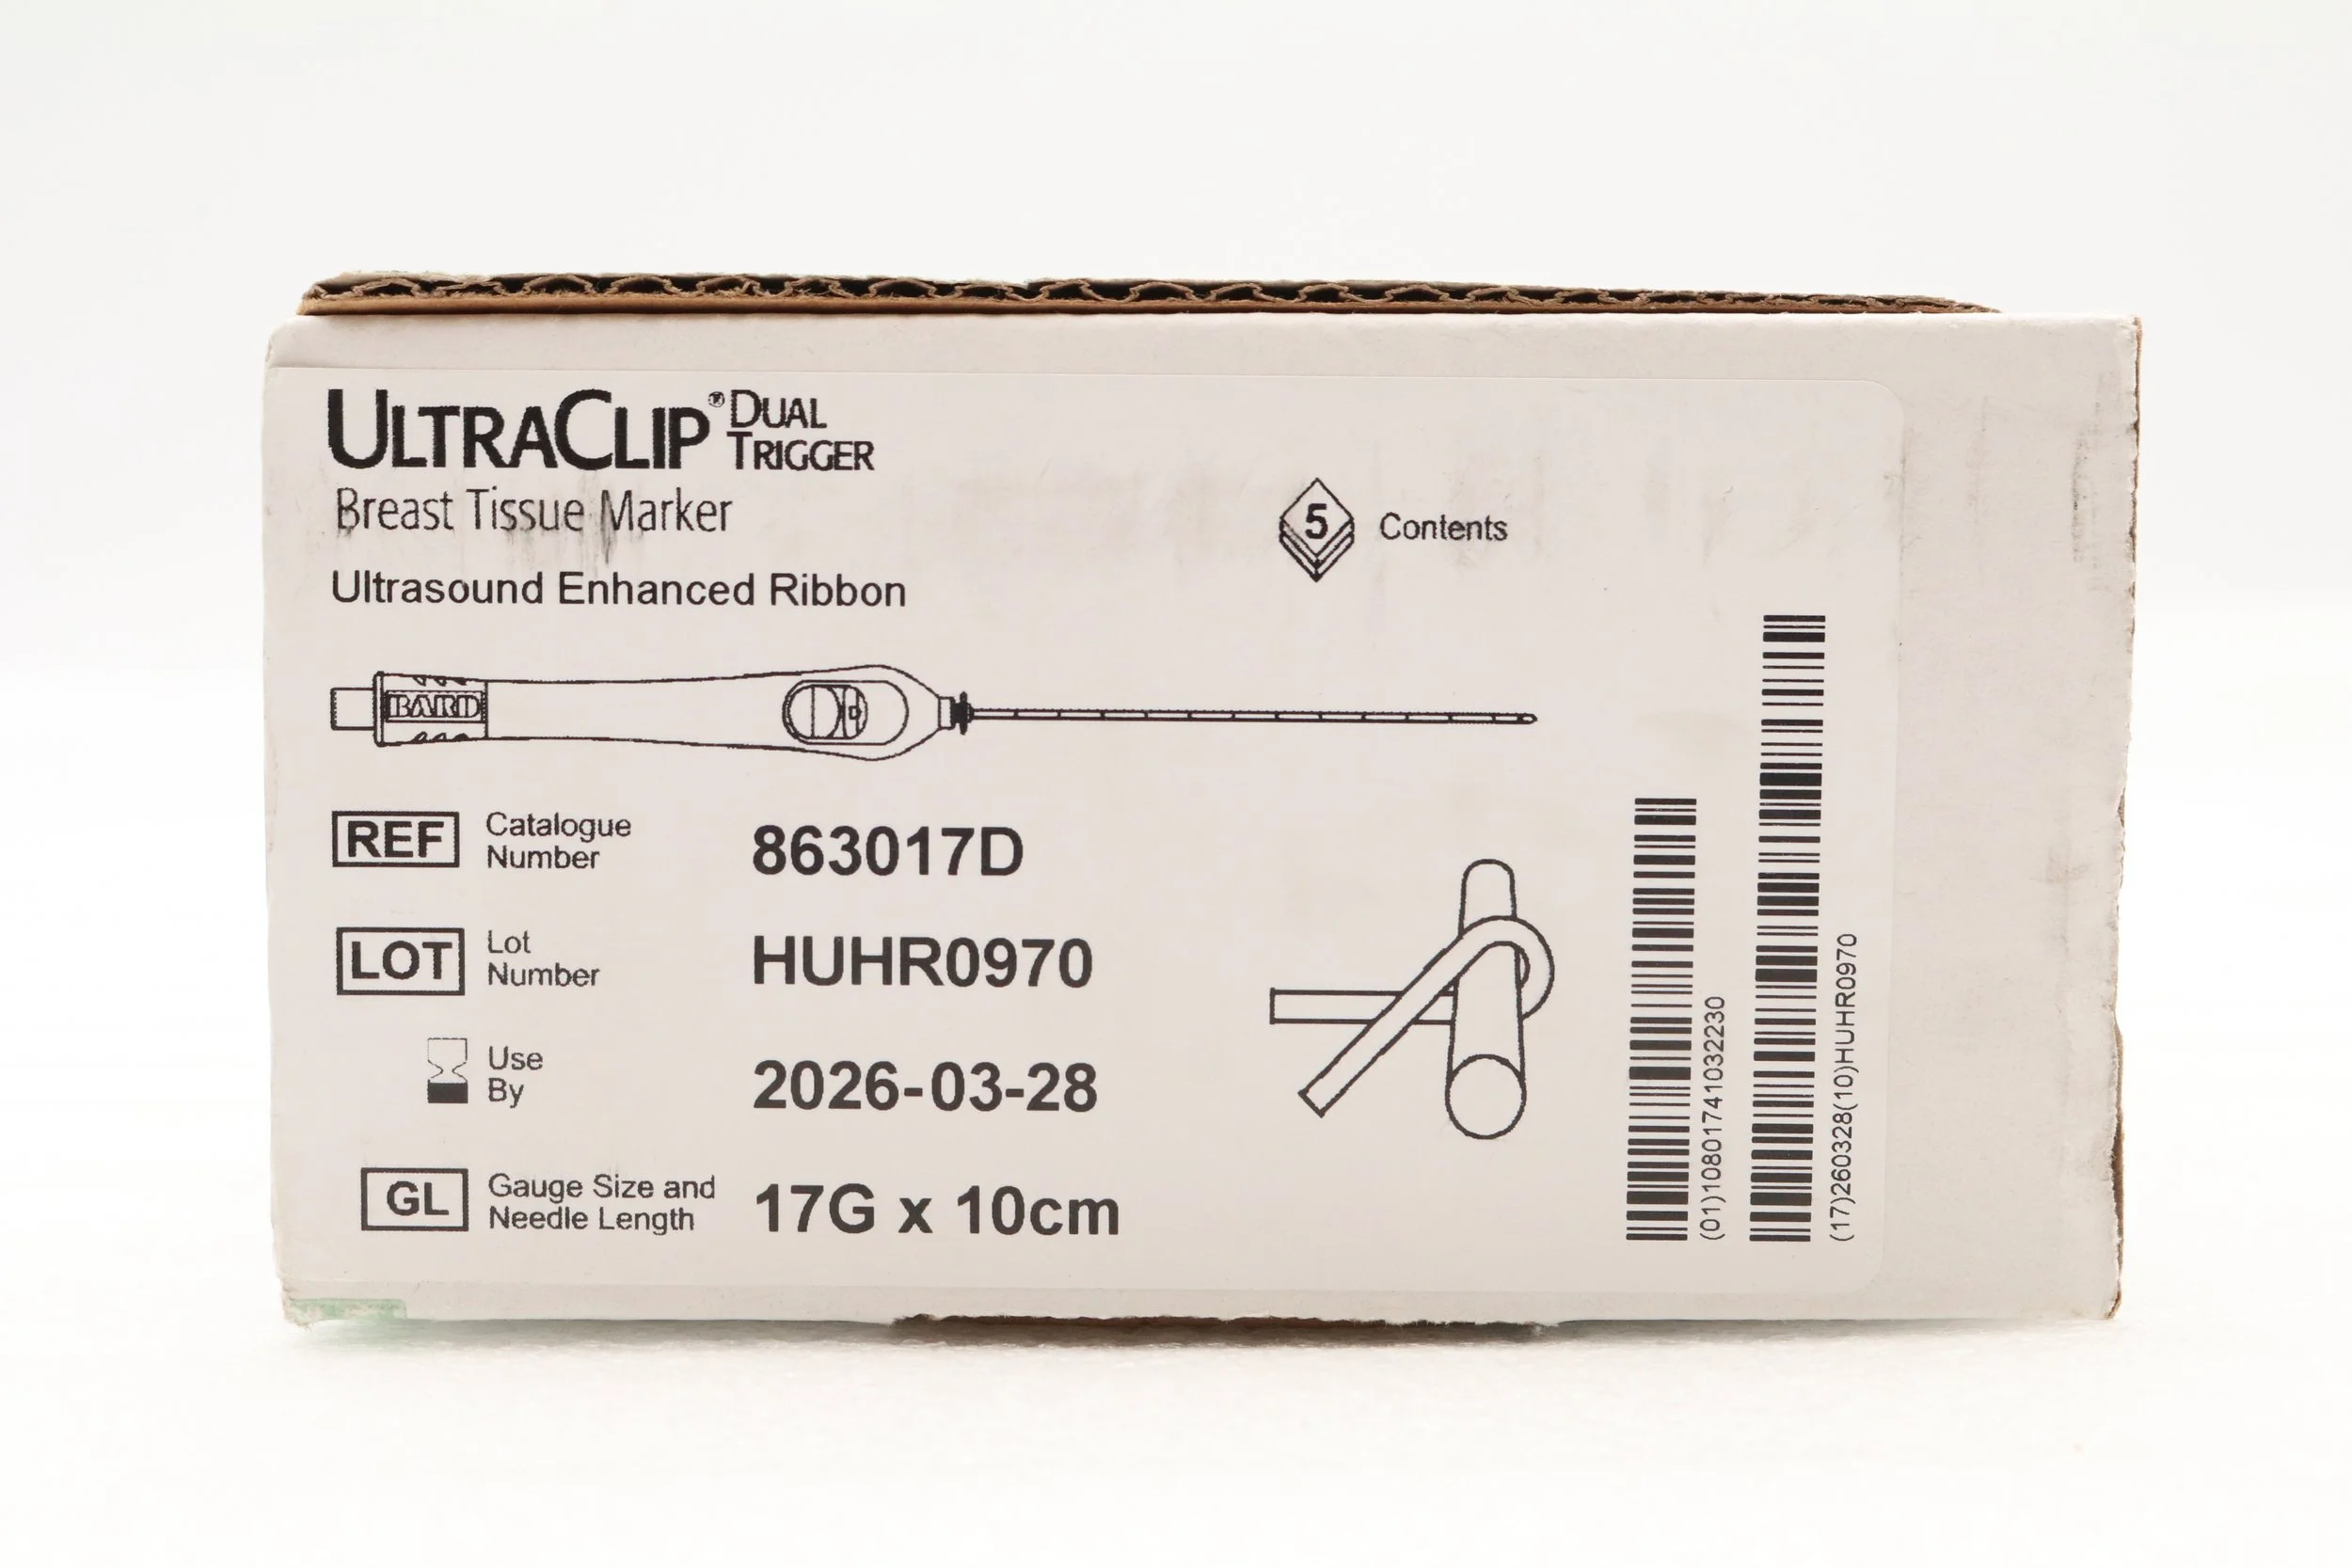 ULTRACLIP® DUAL TRIGGER
Breast Tissue Marker
Ultrasound Enhanced Ribbon
5 Contents
BARD
REF Catalogue Number 863017D
LOT Lot Number HUHR0970
Use By 2026-03-28
GL Gauge Size and Needle Length 17G x 10cm
(01)10801741032230
(17)260328(10)HUHR0970